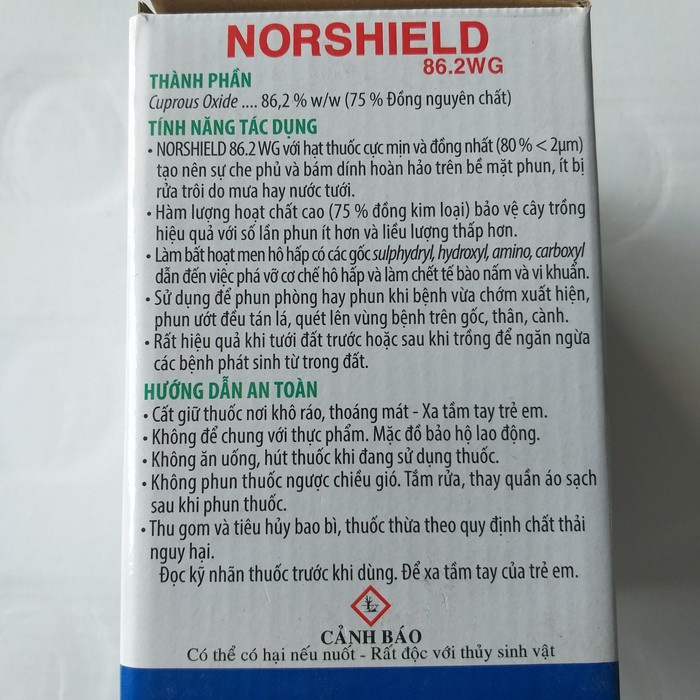 NORSHIELD
86.2WG
THÀNH PHẦN
Cuprous Oxide .... 86,2 % w/w (75 % Đồng nguyên chất)
TÍNH NĂNG TÁC DỤNG
• NORSHIELD 86.2 WG với hạt thuốc cực mịn và đồng nhất (80 % < 2µm)
tạo nên sự che phủ và bám dính hoàn hảo trên bề mặt phun, ít bị
rửa trôi do mưa hay nước tưới.
• Hàm lượng hoạt chất cao (75 % đồng kim loại) bảo vệ cây trồng
hiệu quả với số lần phun ít hơn và liều lượng thấp hơn.
• Làm bất hoạt men hô hấp có các gốc sulphydryl, hydroxyl, amino, carboxyl
dẫn đến việc phá vỡ cơ chế hô hấp và làm chết tế bào nấm và vi khuẩn.
• Sử dụng để phun phòng hay phun khi bệnh vừa chớm xuất hiện,
phun ướt đều tán lá, quét lên vùng bệnh trên gốc, thân, cành.
• Rất hiệu quả khi tưới đất trước hoặc sau khi trồng để ngăn ngừa
các bệnh phát sinh từ trong đất.
HƯỚNG DẪN AN TOÀN
• Cất giữ thuốc nơi khô ráo, thoáng mát - Xa tầm tay trẻ em.
• Không để chung với thực phẩm. Mặc đồ bảo hộ lao động.
• Không ăn uống, hút thuốc khi đang sử dụng thuốc.
• Không phun thuốc ngược chiều gió. Tắm rửa, thay quần áo sạch
sau khi phun thuốc.
• Thu gom và tiêu hủy bao bì, thuốc thừa theo quy định chất thải
nguy hại.
Đọc kỹ nhãn thuốc trước khi dùng. Để xa tầm tay của trẻ em.
CẢNH BÁO
Có thể có hại nếu nuốt - Rất độc với thủy sinh vật